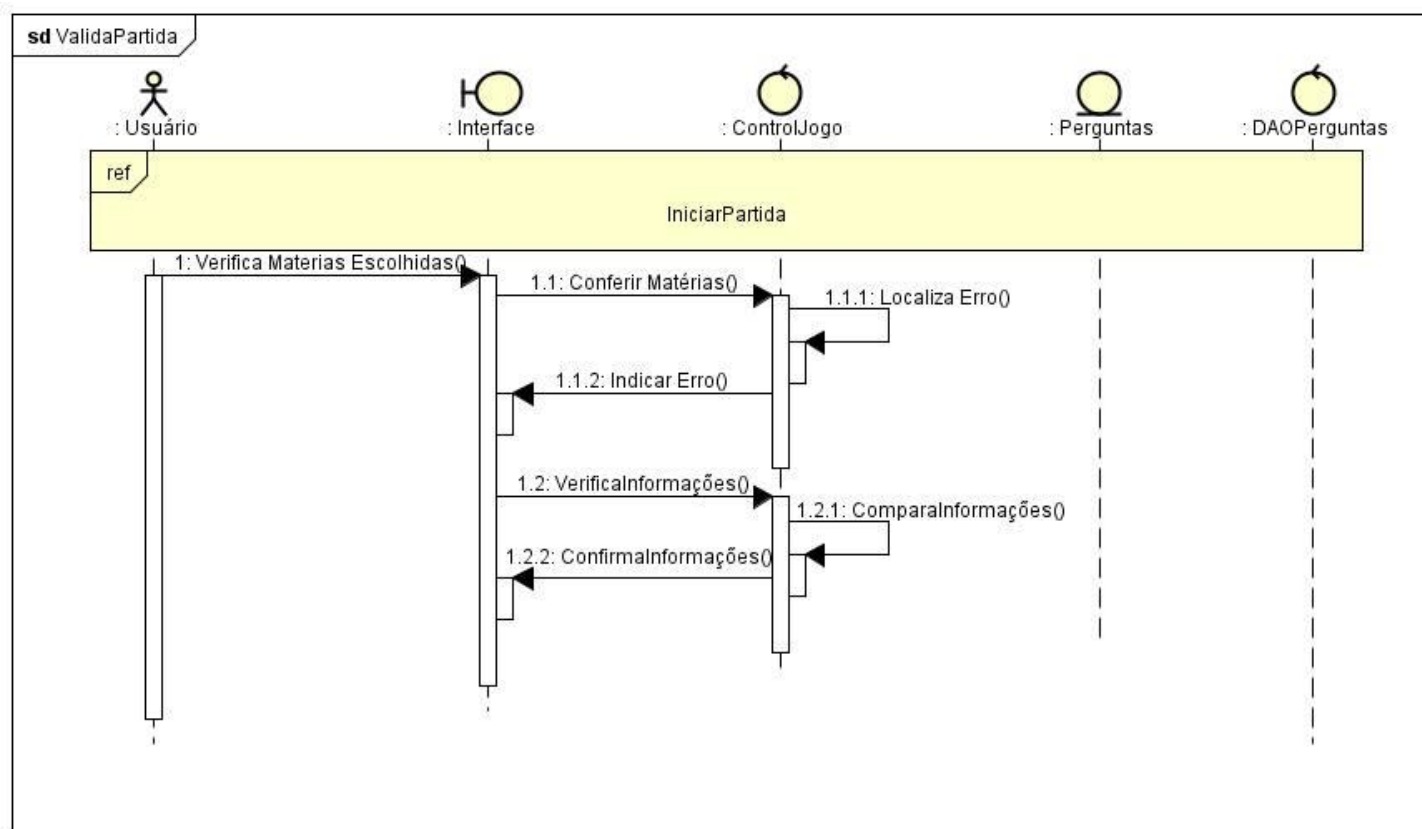 sd ValidaPartida
: Usuário
: Interface
: ControlJogo
: Perguntas
: DAOPerguntas
ref
IniciarPartida
1: Verifica Materias Escolhidas()
1.1: Conferir Matérias()
1.1.1: Localiza Erro()
1.1.2: Indicar Erro()
1.2: VerificaInformações()
1.2.1: ComparaInformações()
1.2.2: ConfirmaInformações()